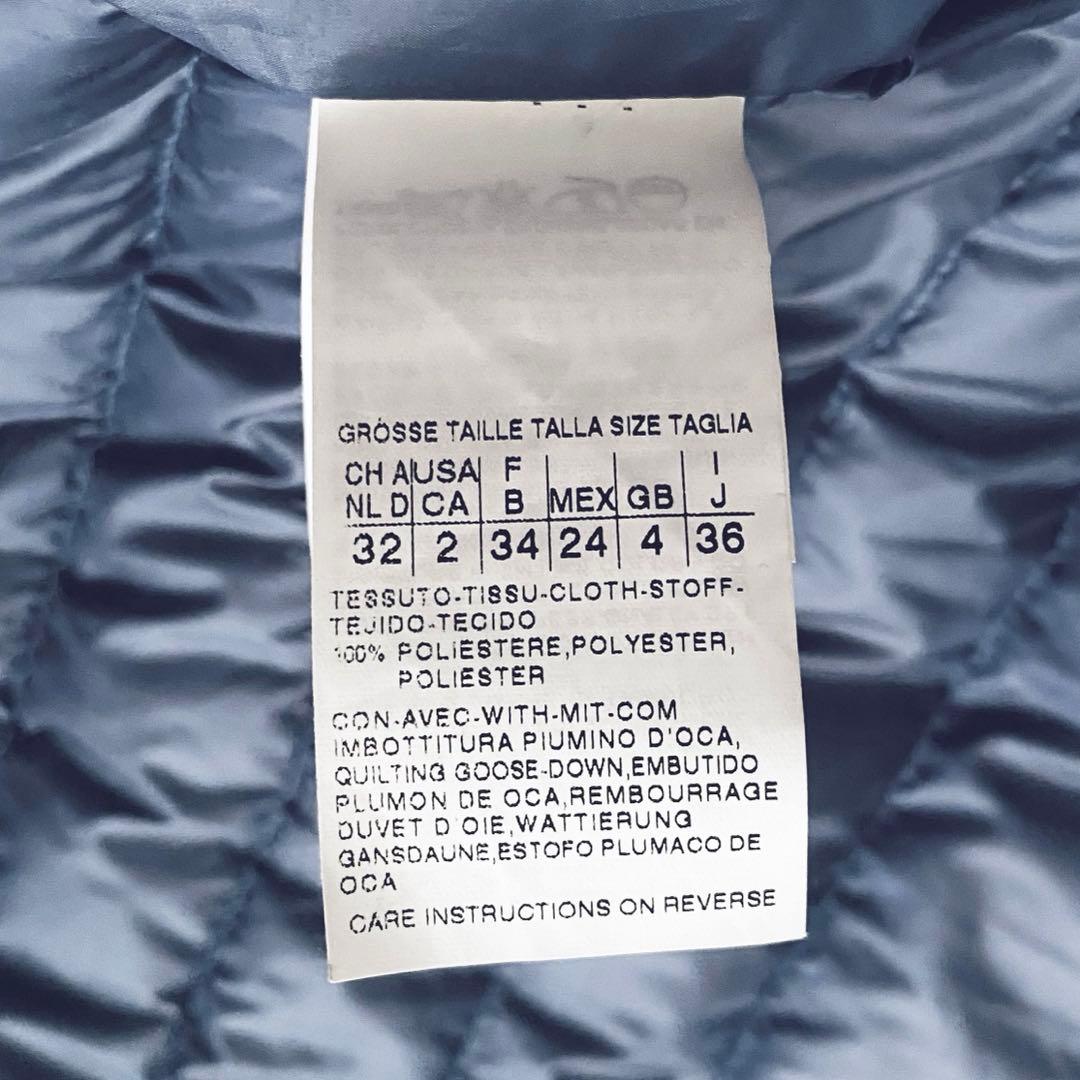 GRÖSSE TAILLE TALLA SIZE TAGLIA
CH A USA F MEX GB I
NL D CA B J
32 2 34 24 4 36
TESSUTO-TISSU-CLOTH-STOFF-
TEJIDO-TECIDO
100% POLIESTERE,POLYESTER,
POLIESTER
CON-AVEC-WITH-MIT-COM
IMBOTTITURA PIUMINO D'OCA,
QUILTING GOOSE-DOWN,EMBUTIDO
PLUMON DE OCA,REMBOURRAGE
DUVET D'OIE,WATTIERUNG
GANSDAUNE,ESTOFO PLUMACO DE
OCA
CARE INSTRUCTIONS ON REVERSE